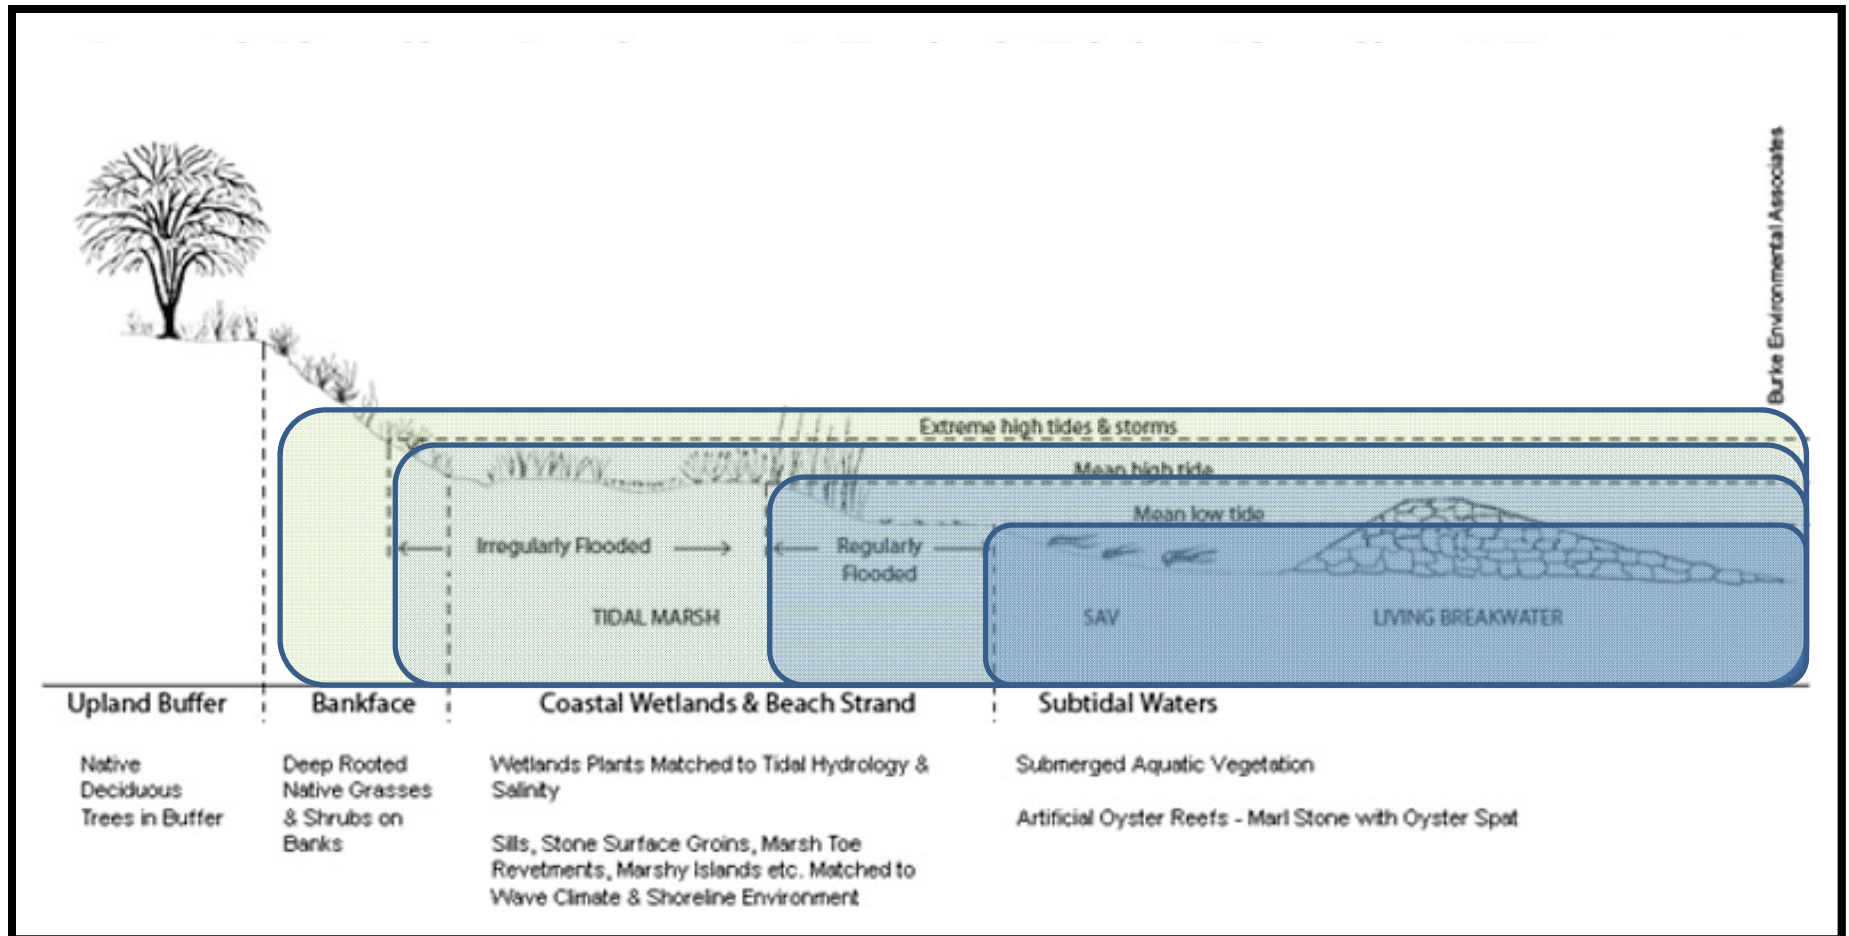 Burke Environmental Associates
Extreme high tides & storms
Mean high tide
Mean low tide
Irregularly Flooded
Regularly
Flooded
TIDAL MARSH
SAV
LIVING BREAKWATER
Upland Buffer
Bankface
Coastal Wetlands & Beach Strand
Subtidal Waters
Native
Deciduous
Trees in Buffer
Deep Rooted
Native Grasses
& Shrubs on
Banks
Wetlands Plants Matched to Tidal Hydrology &
Salinity
Sills, Stone Surface Groins, Marsh Toe
Revetments, Marshy Islands etc. Matched to
Wave Climate & Shoreline Environment
Submerged Aquatic Vegetation
Artificial Oyster Reefs - Marl Stone with Oyster Spat